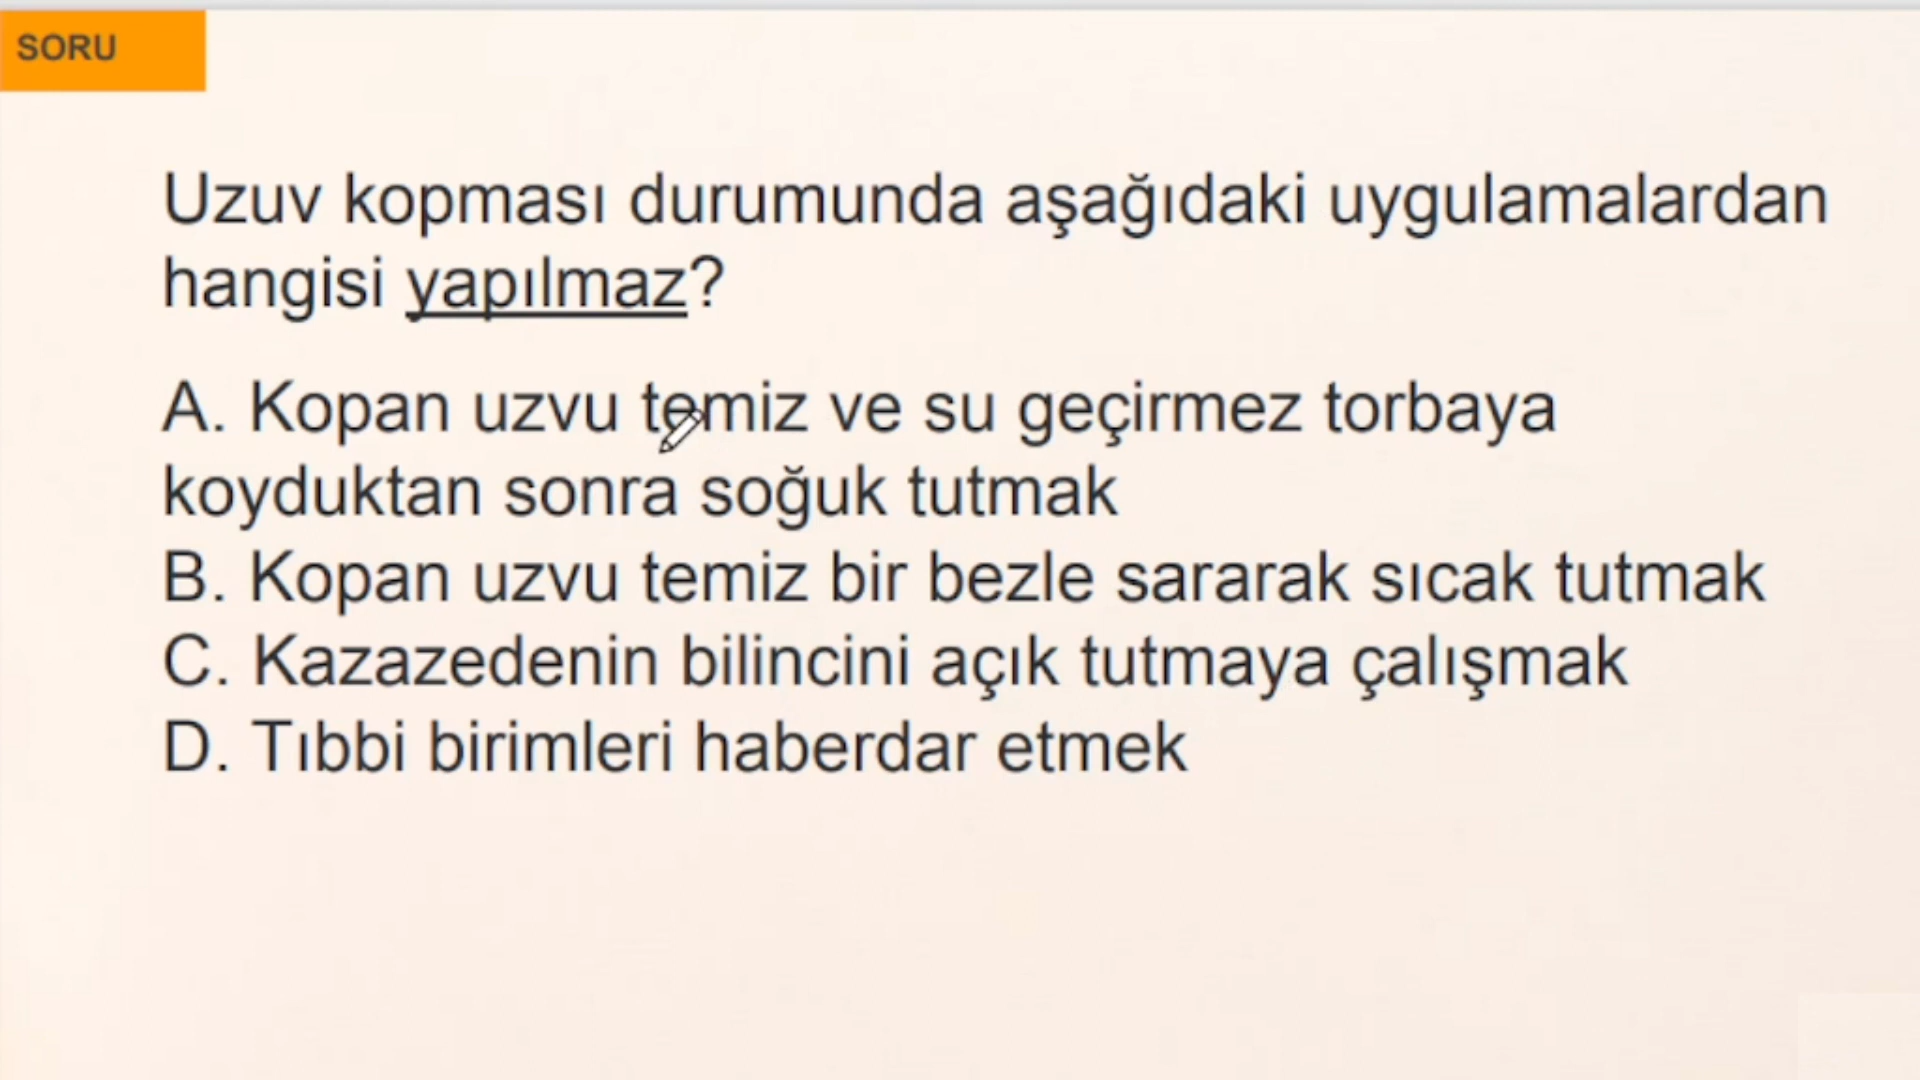 SORU
Uzuv kopması durumunda aşağıdaki uygulamalardan
hangisi yapılmaz?
A. Kopan uzvu temiz ve su geçirmez torbaya
koyduktan sonra soğuk tutmak
B. Kopan uzvu temiz bir bezle sararak sıcak tutmak
C. Kazazedenin bilincini açık tutmaya çalışmak
D. Tıbbi birimleri haberdar etmek